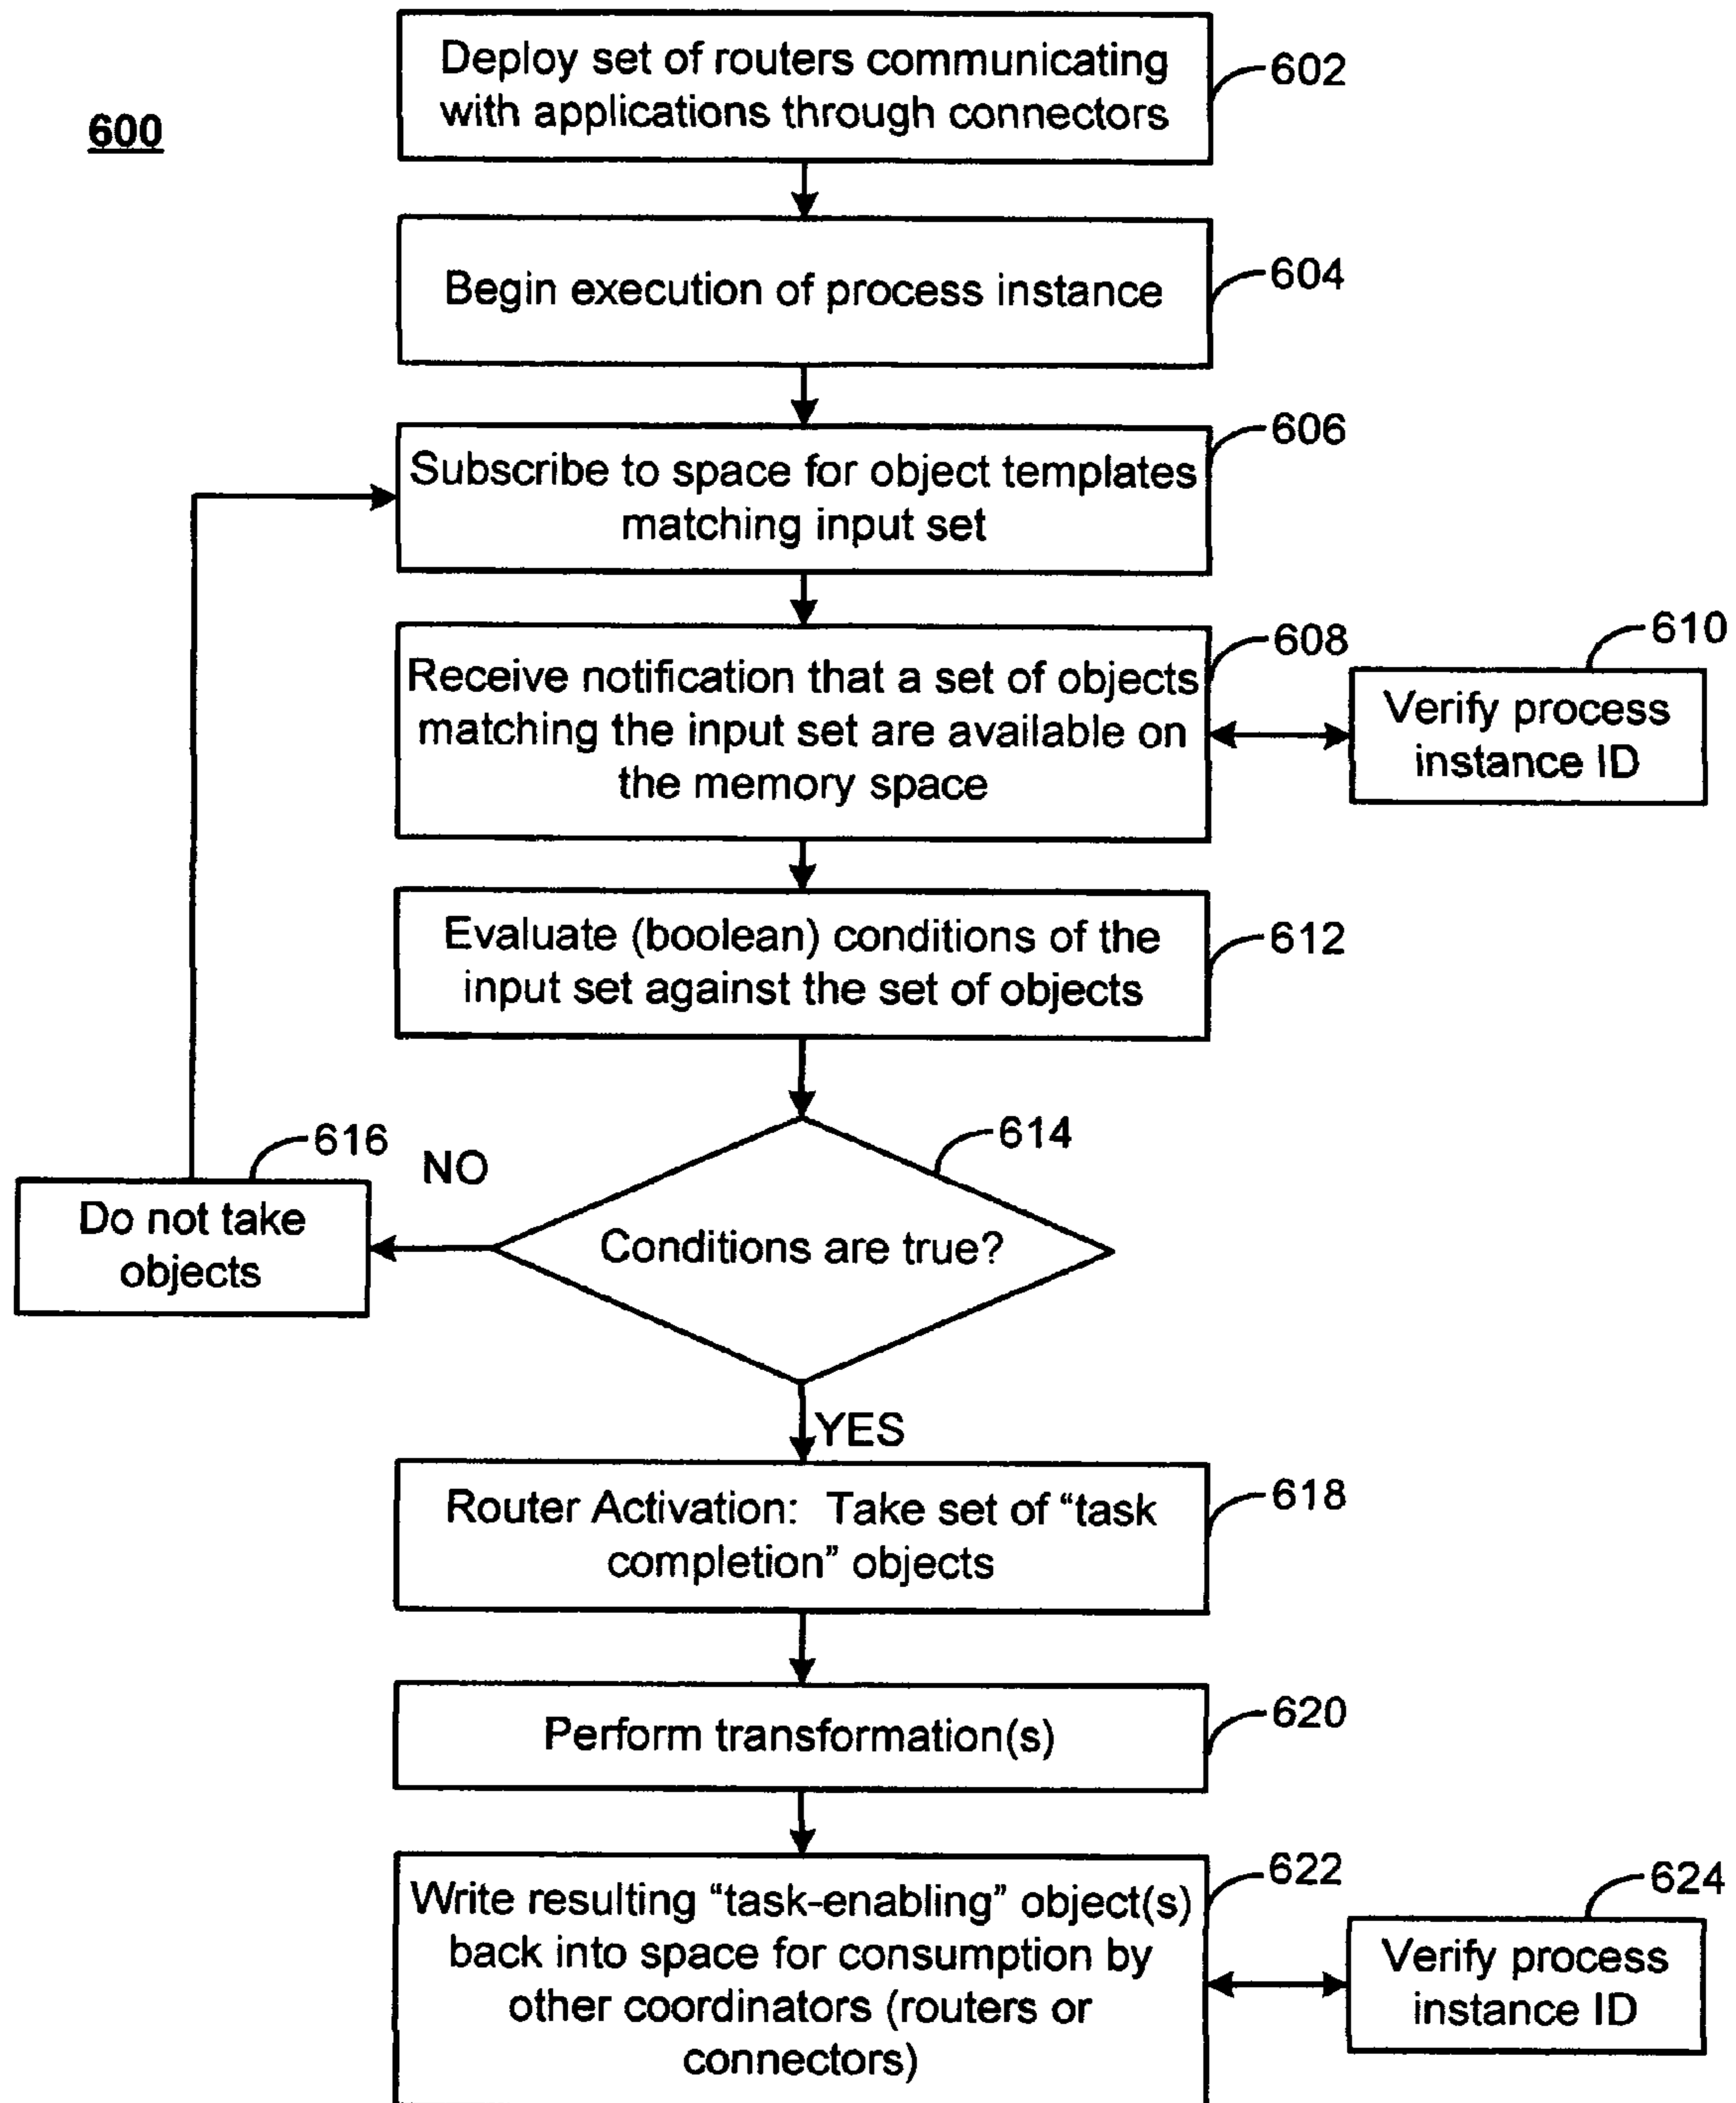 Deploy set of routers communicating
with applications through connectors
602
600
Begin execution of process instance
604
606
Subscribe to space for object templates
matching input set
608
Receive notification that a set of objects
matching the input set are available on
the memory space
610
Verify process
instance ID
Evaluate (boolean) conditions of the
input set against the set of objects
612
614
616
NO
Do not take
objects
Conditions are true?
YES
Router Activation: Take set of “task
completion” objects
618
Perform transformation(s)
620
622
Write resulting “task-enabling” object(s)
back into space for consumption by
other coordinators (routers or
connectors)
624
Verify process
instance ID